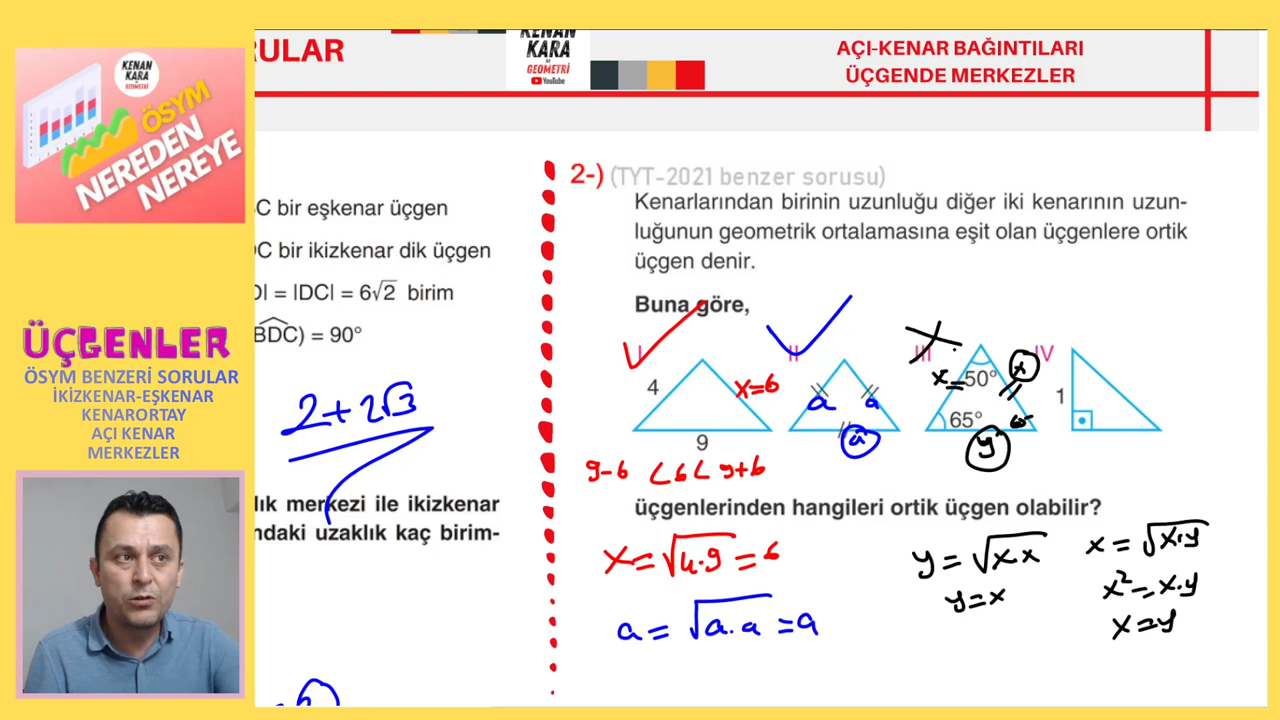 KENAN
KARA
ile
GEOMETRİ
ÖSYM
NEREDEN
NEREYE
ÜÇGENLER
ÖSYM BENZERİ SORULAR
İKİZKENAR-EŞKENAR
KENARORTAY
AÇI KENAR
MERKEZLER
RULAR
KENAN
KARA
ile
GEOMETRİ
YouTube
AÇI-KENAR BAĞINTILARI
ÜÇGENDE MERKEZLER
BC bir eşkenar üçgen
DC bir ikizkenar dik üçgen
D| = |DC| = 6√2 birim
BDC) = 90°
2+2√3
lık merkezi ile ikizkenar
ndaki uzaklık kaç birim-
2-) (TYT-2021 benzer sorusu)
Kenarlarından birinin uzunluğu diğer iki kenarının uzun-
luğunun geometrik ortalamasına eşit olan üçgenlere ortik
üçgen denir.
Buna göre,
I II III IV
4 x=6 9
a a a
x= 50° x 65° y
1
9-6 <6< 9+6
üçgenlerinden hangileri ortik üçgen olabilir?
x=√4.9=6
a=√a.a=a
y=√x.x
y=x
x=√x.y
x²=x.y
x=y